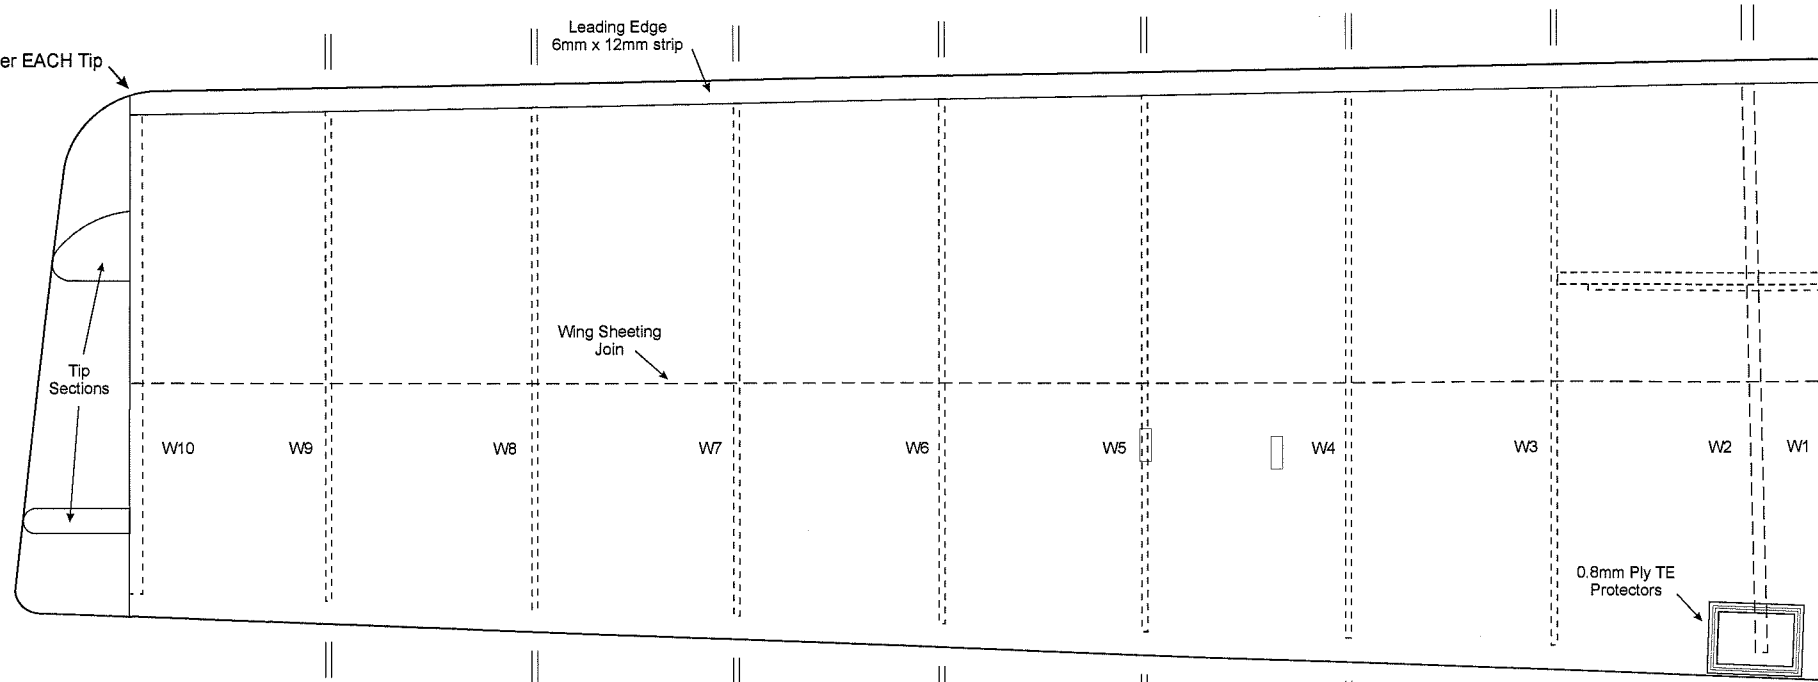 Leading Edge
6mm x 12mm strip
er EACH Tip
Wing Sheeting
Join
Tip
Sections
W10
W9
W8
W7
W6
W5
W4
W3
W2
W1
0.8mm Ply TE
Protectors